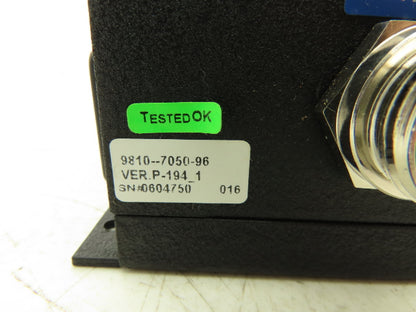 TESTED OK
9810--7050-96
VER.P-194_1
SN#0604750 016